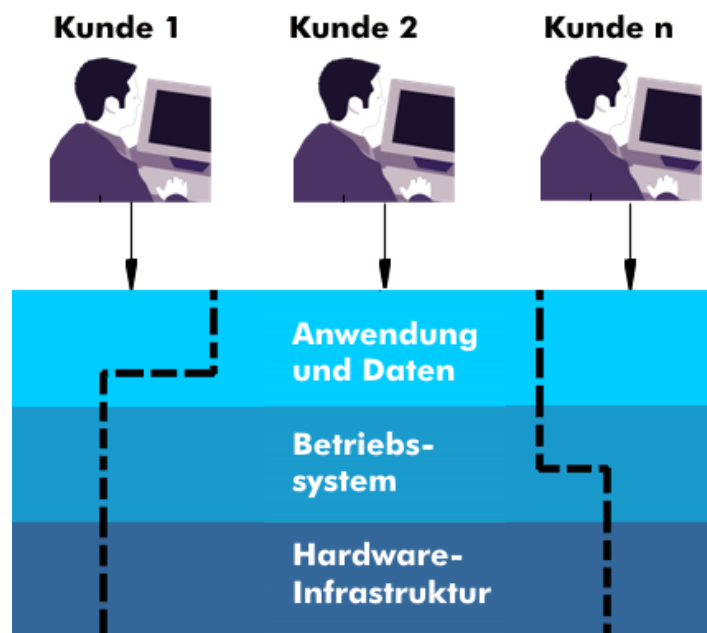 Kunde 1
Kunde 2
Kunde n
Anwendung
und Daten
Betriebs-
system
Hardware-
Infrastruktur